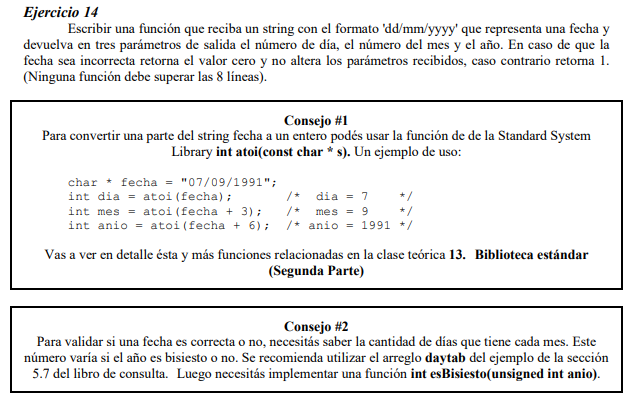 Ejercicio 14
Escribir una función que reciba un string con el formato 'dd/mm/yyyy' que representa una fecha y
devuelva en tres parámetros de salida el número de día, el número del mes y el año. En caso de que la
fecha sea incorrecta retorna el valor cero y no altera los parámetros recibidos, caso contrario retorna 1.
(Ninguna función debe superar las 8 líneas).
Consejo #1
Para convertir una parte del string fecha a un entero podés usar la función de de la Standard System
Library int atoi(const char * s). Un ejemplo de uso:
char * fecha = "07/09/1991";
int dia = atoi(fecha); /* dia = 7 */
int mes = atoi(fecha + 3); /* mes = 9 */
int anio = atoi(fecha + 6); /* anio = 1991 */
Vas a ver en detalle ésta y más funciones relacionadas en la clase teórica 13. Biblioteca estándar
(Segunda Parte)
Consejo #2
Para validar si una fecha es correcta o no, necesitás saber la cantidad de días que tiene cada mes. Este
número varía si el año es bisiesto o no. Se recomienda utilizar el arreglo daytab del ejemplo de la sección
5.7 del libro de consulta. Luego necesitás implementar una función int esBisiesto(unsigned int anio).